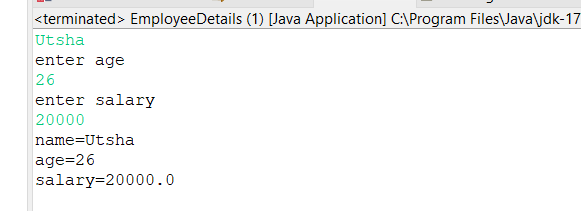 <terminated> EmployeeDetails (1) [Java Application] C:\Program Files\Java\jdk-17
Utsha
enter age
26
enter salary
20000
name=Utsha
age=26
salary=20000.0